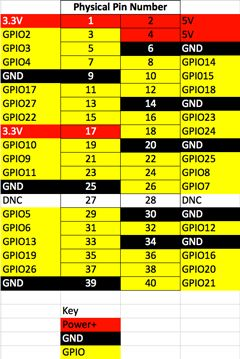 Physical Pin Number
3.3V 1 2 5V
GPIO2 3 4 5V
GPIO3 5 6 GND
GPIO4 7 8 GPIO14
GND 9 10 GPIO15
GPIO17 11 12 GPIO18
GPIO27 13 14 GND
GPIO22 15 16 GPIO23
3.3V 17 18 GPIO24
GPIO10 19 20 GND
GPIO9 21 22 GPIO25
GPIO11 23 24 GPIO8
GND 25 26 GPIO7
DNC 27 28 DNC
GPIO5 29 30 GND
GPIO6 31 32 GPIO12
GPIO13 33 34 GND
GPIO19 35 36 GPIO16
GPIO26 37 38 GPIO20
GND 39 40 GPIO21
Key
Power+
GND
GPIO